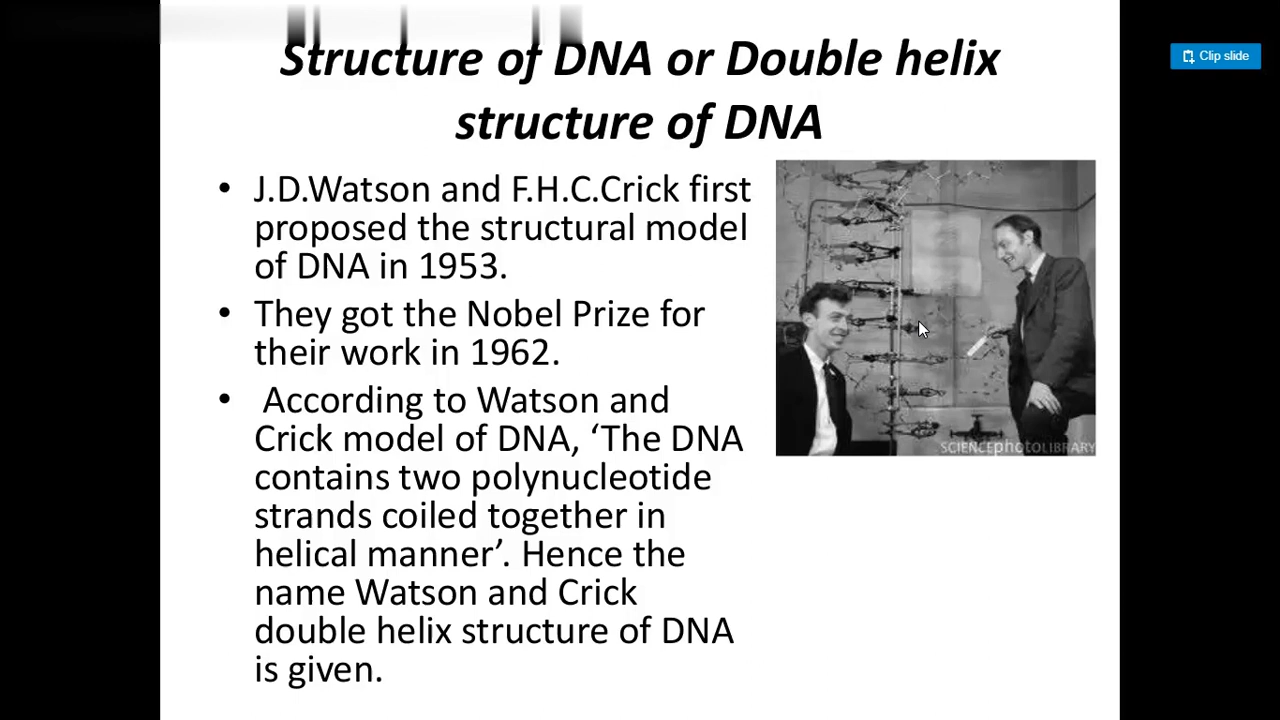 Clip slide
Structure of DNA or Double helix
structure of DNA
• J.D.Watson and F.H.C.Crick first
proposed the structural model
of DNA in 1953.
• They got the Nobel Prize for
their work in 1962.
• According to Watson and
Crick model of DNA, ‘The DNA
contains two polynucleotide
strands coiled together in
helical manner’. Hence the
name Watson and Crick
double helix structure of DNA
is given.
SCIENCEphotoLIBRARY